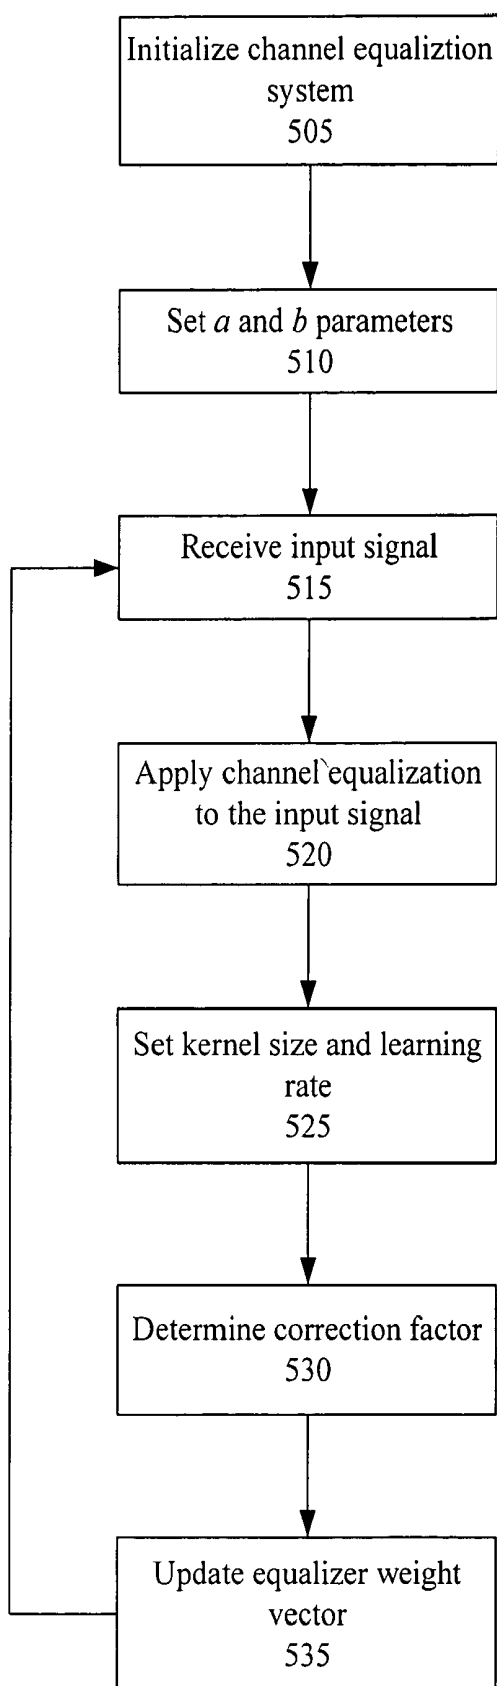 Initialize channel equaliztion
system
505
Set a and b parameters
510
Receive input signal
515
Apply channel equalization
to the input signal
520
Set kernel size and learning
rate
525
Determine correction factor
530
Update equalizer weight
vector
535